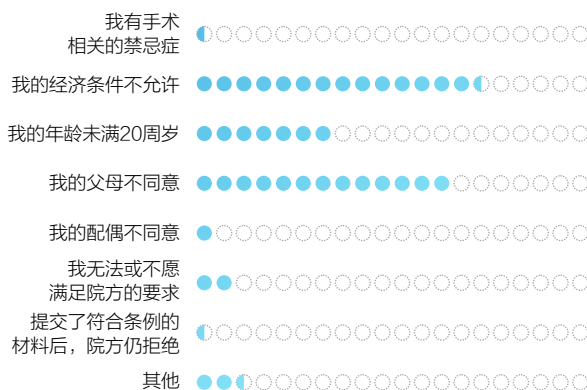 我有手术
相关的禁忌症
我的经济条件不允许
我的年龄未满20周岁
我的父母不同意
我的配偶不同意
我无法或不愿
满足院方的要求
提交了符合条例的
材料后，院方仍拒绝
其他